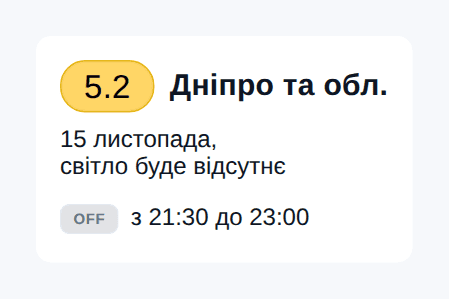 5.2 Дніпро та обл.
15 листопада,
світло буде відсутнє
OFF з 21:30 до 23:00